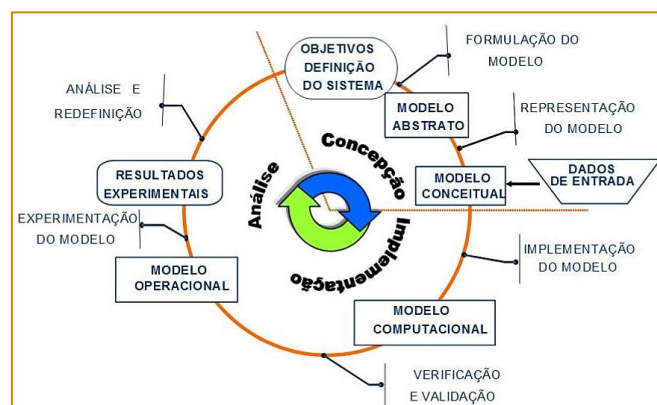 OBJETIVOS
DEFINIÇÃO
DO SISTEMA
FORMULAÇÃO DO
MODELO
MODELO
ABSTRATO
REPRESENTAÇÃO
DO MODELO
MODELO
CONCEITUAL
DADOS
DE ENTRADA
IMPLEMENTAÇÃO
DO MODELO
MODELO
COMPUTACIONAL
VERIFICAÇÃO
E VALIDAÇÃO
MODELO
OPERACIONAL
EXPERIMENTAÇÃO
DO MODELO
RESULTADOS
EXPERIMENTAIS
ANÁLISE E
REDEFINIÇÃO
Concepção
Implementação
Análise